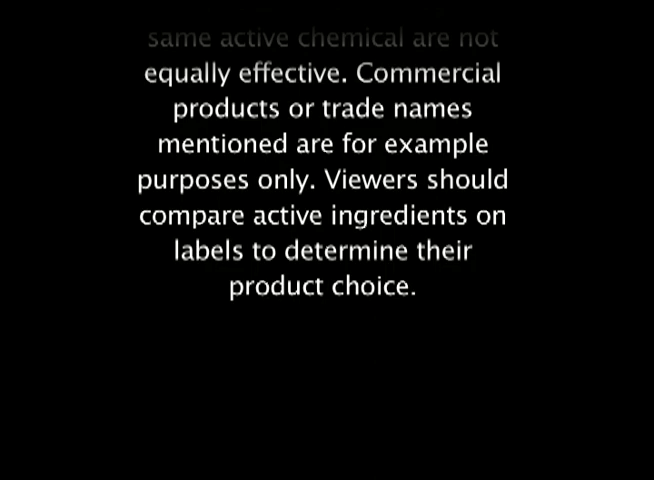 same active chemical are not
equally effective. Commercial
products or trade names
mentioned are for example
purposes only. Viewers should
compare active ingredients on
labels to determine their
product choice.